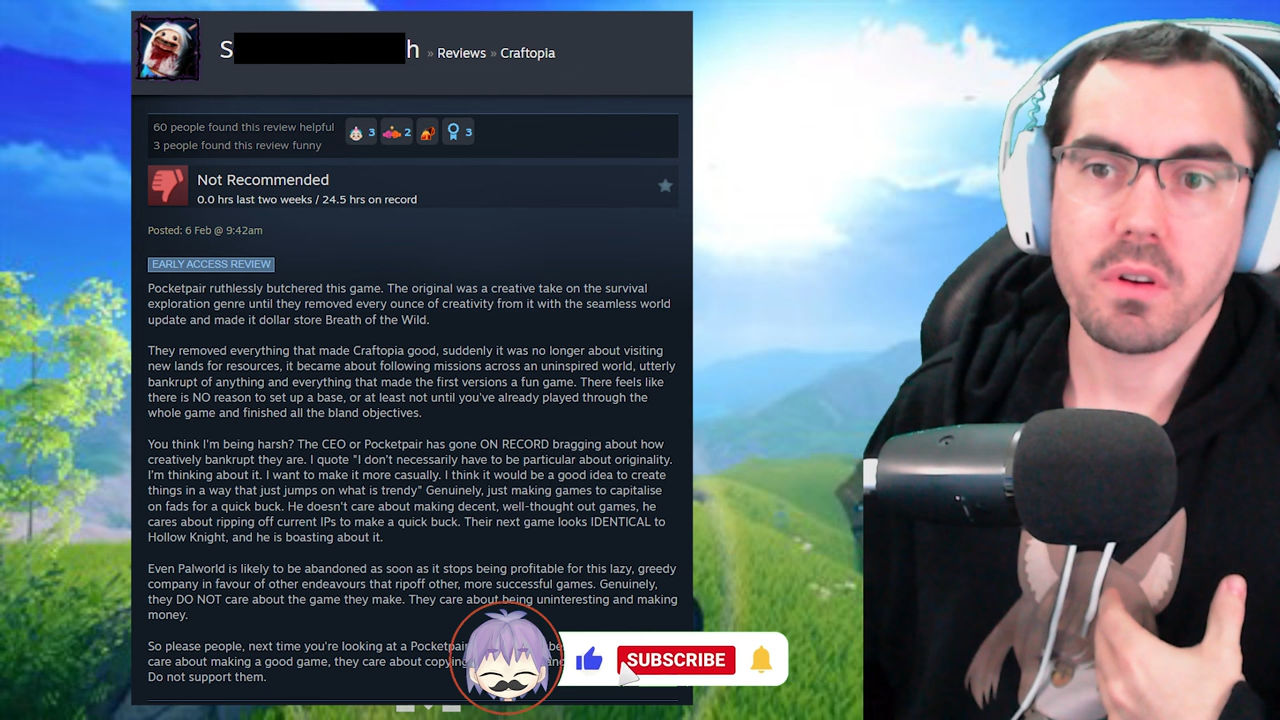 S h » Reviews » Craftopia
60 people found this review helpful
3 people found this review funny
3 2 3
Not Recommended
0.0 hrs last two weeks / 24.5 hrs on record
Posted: 6 Feb @ 9:42am
EARLY ACCESS REVIEW
Pocketpair ruthlessly butchered this game. The original was a creative take on the survival
exploration genre until they removed every ounce of creativity from it with the seamless world
update and made it dollar store Breath of the Wild.
They removed everything that made Craftopia good, suddenly it was no longer about visiting
new lands for resources, it became about following missions across an uninspired world, utterly
bankrupt of anything and everything that made the first versions a fun game. There feels like
there is NO reason to set up a base, or at least not until you've already played through the
whole game and finished all the bland objectives.
You think I'm being harsh? The CEO or Pocketpair has gone ON RECORD bragging about how
creatively bankrupt they are. I quote "I don't necessarily have to be particular about originality.
I'm thinking about it. I want to make it more casually. I think it would be a good idea to create
things in a way that just jumps on what is trendy" Genuinely, just making games to capitalise
on fads for a quick buck. He doesn't care about making decent, well-thought out games, he
cares about ripping off current IPs to make a quick buck. Their next game looks IDENTICAL to
Hollow Knight, and he is boasting about it.
Even Palworld is likely to be abandoned as soon as it stops being profitable for this lazy, greedy
company in favour of other endeavours that ripoff other, more successful games. Genuinely,
they DO NOT care about the game they make. They care about being uninteresting and making
money.
So please people, next time you're looking at a Pocketpair
care about making a good game, they care about copying
Do not support them.
SUBSCRIBE